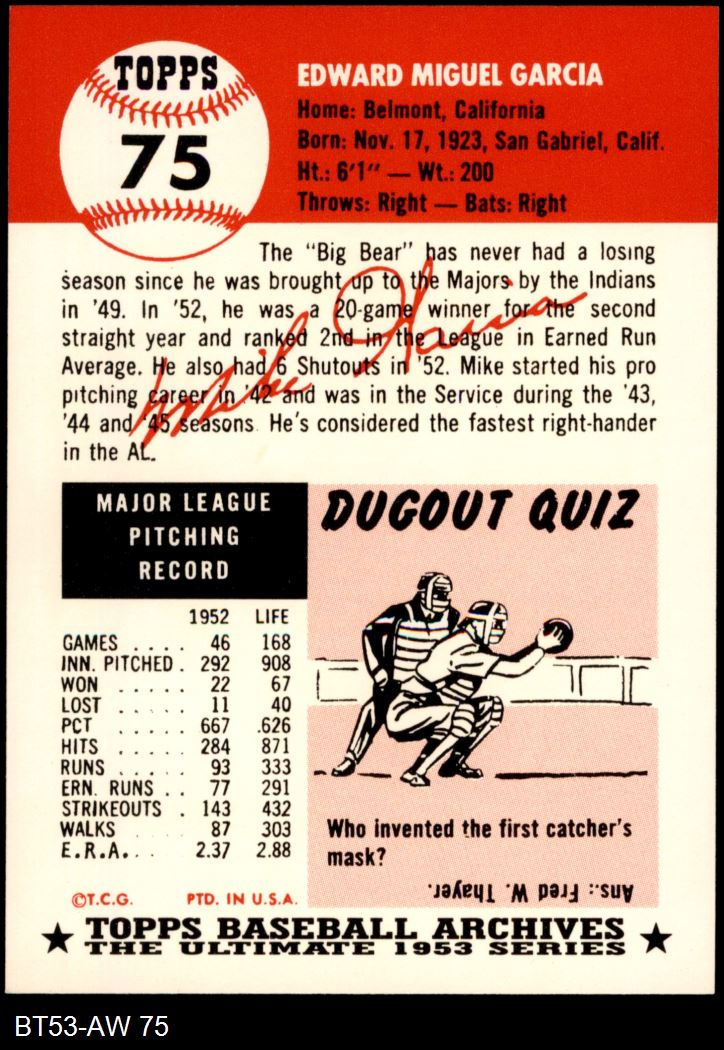 TOPPS
75
EDWARD MIGUEL GARCIA
Home: Belmont, California
Born: Nov. 17, 1923, San Gabriel, Calif.
Ht.: 6'1" — Wt.: 200
Throws: Right — Bats: Right
The "Big Bear" has never had a losing
season since he was brought up to the Majors by the Indians
in '49. In '52, he was a 20-game winner for the second
straight year and ranked 2nd in the League in Earned Run
Average. He also had 6 Shutouts in '52. Mike started his pro
pitching career in '42 and was in the Service during the '43,
'44 and '45 seasons. He's considered the fastest right-hander
in the AL.
Mike Garcia
MAJOR LEAGUE
PITCHING
RECORD
1952 LIFE
GAMES . . . . 46 168
INN. PITCHED . 292 908
WON . . . . . 22 67
LOST . . . . . 11 40
PCT . . . . . 667 .626
HITS . . . . . 284 871
RUNS . . . . . 93 333
ERN. RUNS . . 77 291
STRIKEOUTS . 143 432
WALKS . . . . 87 303
E.R.A. . . . 2.37 2.88
©T.C.G. PTD. IN U.S.A.
DUGOUT QUIZ
Who invented the first catcher's
mask?
Ans.: Fred W. Thayer.
★ TOPPS BASEBALL ARCHIVES ★
THE ULTIMATE 1953 SERIES
BT53-AW 75